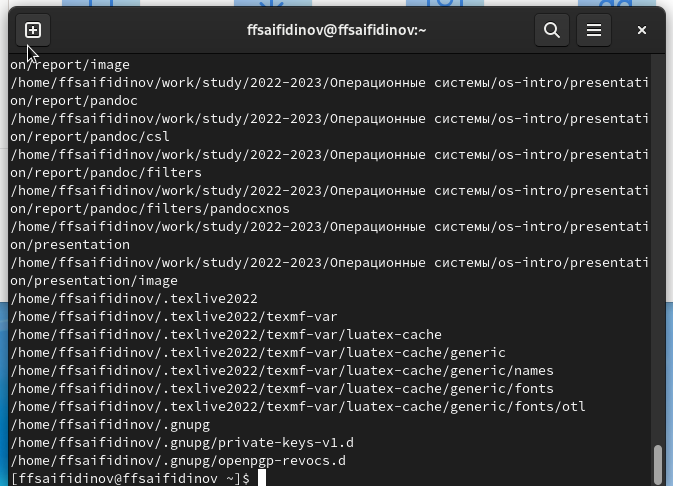 ffsaifidinov@ffsaifidinov:~
on/report/image
/home/ffsaifidinov/work/study/2022-2023/Операционные системы/os-intro/presentati
on/report/pandoc
/home/ffsaifidinov/work/study/2022-2023/Операционные системы/os-intro/presentati
on/report/pandoc/csl
/home/ffsaifidinov/work/study/2022-2023/Операционные системы/os-intro/presentati
on/report/pandoc/filters
/home/ffsaifidinov/work/study/2022-2023/Операционные системы/os-intro/presentati
on/report/pandoc/filters/pandocxnos
/home/ffsaifidinov/work/study/2022-2023/Операционные системы/os-intro/presentati
on/presentation
/home/ffsaifidinov/work/study/2022-2023/Операционные системы/os-intro/presentati
on/presentation/image
/home/ffsaifidinov/.texlive2022
/home/ffsaifidinov/.texlive2022/texmf-var
/home/ffsaifidinov/.texlive2022/texmf-var/luatex-cache
/home/ffsaifidinov/.texlive2022/texmf-var/luatex-cache/generic
/home/ffsaifidinov/.texlive2022/texmf-var/luatex-cache/generic/names
/home/ffsaifidinov/.texlive2022/texmf-var/luatex-cache/generic/fonts
/home/ffsaifidinov/.texlive2022/texmf-var/luatex-cache/generic/fonts/otl
/home/ffsaifidinov/.gnupg
/home/ffsaifidinov/.gnupg/private-keys-v1.d
/home/ffsaifidinov/.gnupg/openpgp-revocs.d
[ffsaifidinov@ffsaifidinov ~]$